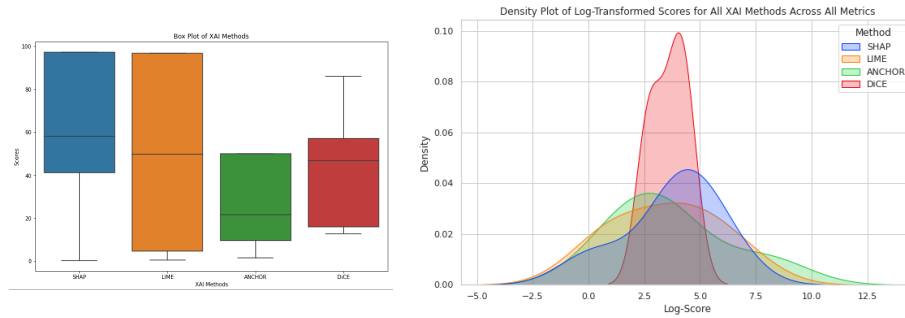 Box Plot of XAI Methods
100
80
60
40
20
0
Scores
SHAP
LIME
ANCHOR
DiCE
XAI Methods
Density Plot of Log-Transformed Scores for All XAI Methods Across All Metrics
Method
SHAP
LIME
ANCHOR
DiCE
0.10
0.08
0.06
0.04
0.02
0.00
Density
-5.0
-2.5
0.0
2.5
5.0
7.5
10.0
12.5
Log-Score